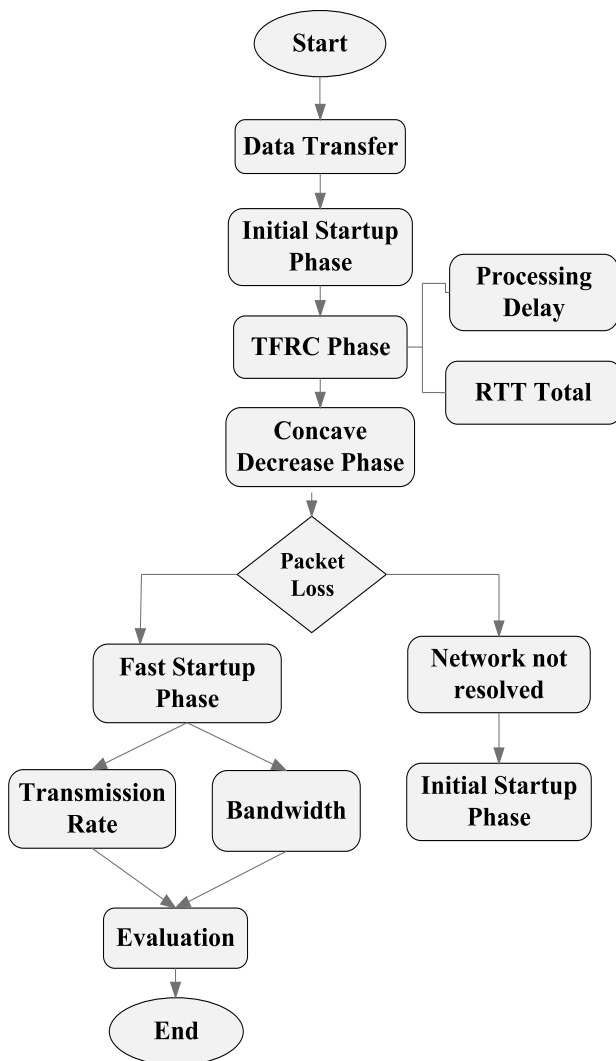 Start
Data Transfer
Initial Startup
Phase
Processing
Delay
TFRC Phase
RTT Total
Concave
Decrease Phase
Packet
Loss
Fast Startup
Phase
Network not
resolved
Transmission
Rate
Bandwidth
Initial Startup
Phase
Evaluation
End